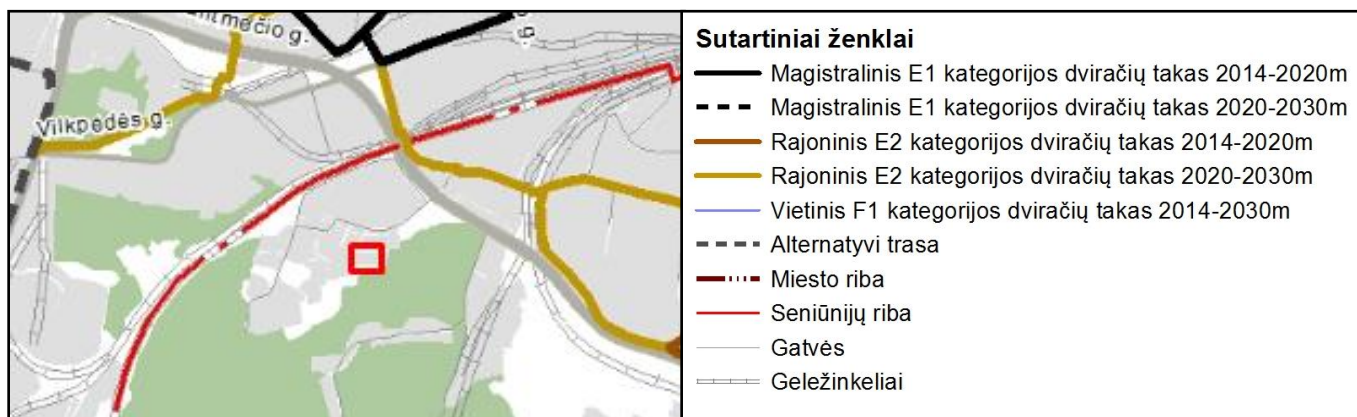 mečio g.
g.
Vilkpėdės g.
Sutartiniai ženklai
Magistralinis E1 kategorijos dviračių takas 2014-2020m
Magistralinis E1 kategorijos dviračių takas 2020-2030m
Rajoninis E2 kategorijos dviračių takas 2014-2020m
Rajoninis E2 kategorijos dviračių takas 2020-2030m
Vietinis F1 kategorijos dviračių takas 2014-2030m
Alternatyvi trasa
Miesto riba
Seniūnijų riba
Gatvės
Geležinkeliai